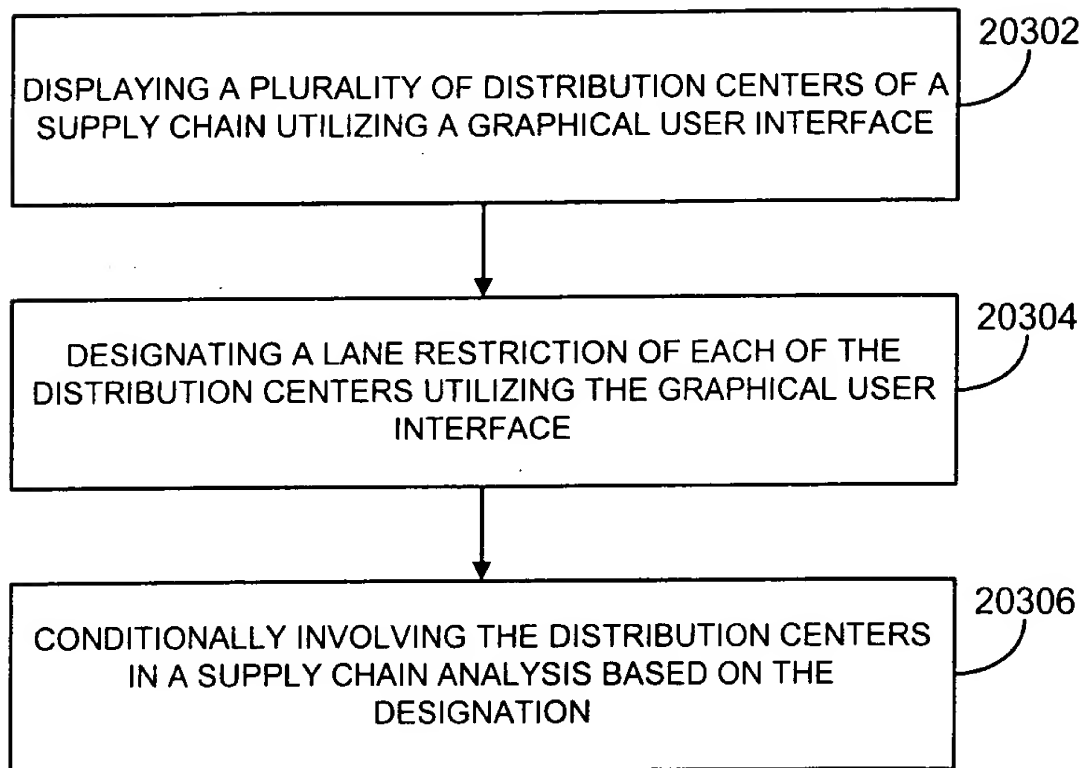 20302
DISPLAYING A PLURALITY OF DISTRIBUTION CENTERS OF A
SUPPLY CHAIN UTILIZING A GRAPHICAL USER INTERFACE
20304
DESIGNATING A LANE RESTRICTION OF EACH OF THE
DISTRIBUTION CENTERS UTILIZING THE GRAPHICAL USER
INTERFACE
20306
CONDITIONALLY INVOLVING THE DISTRIBUTION CENTERS
IN A SUPPLY CHAIN ANALYSIS BASED ON THE
DESIGNATION